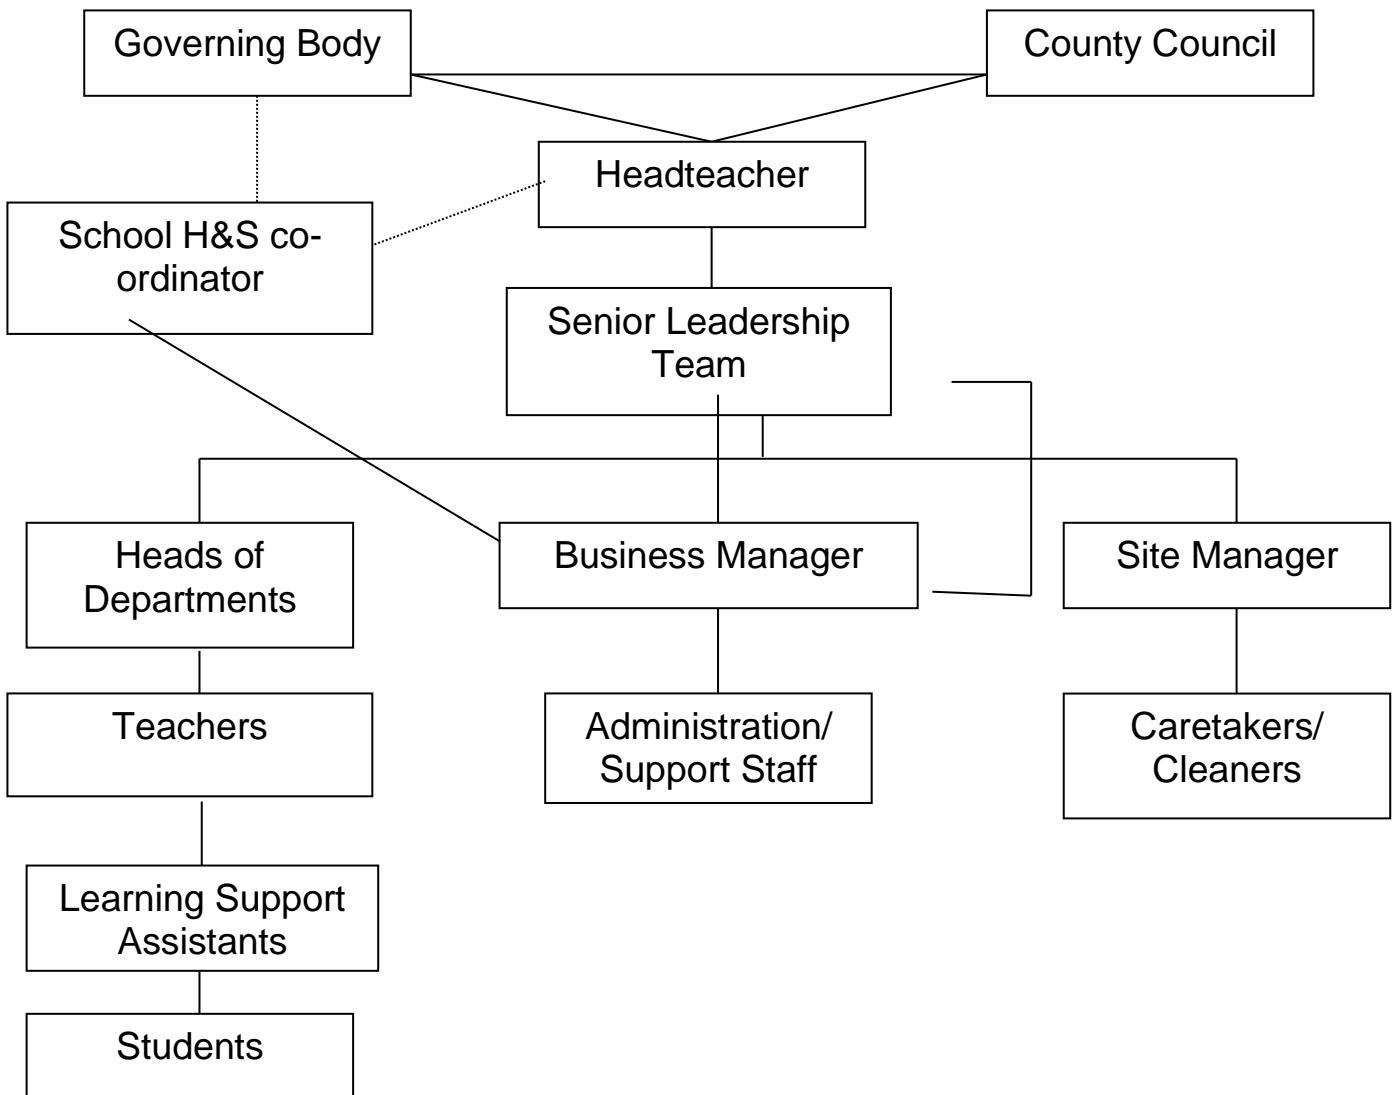 Governing Body
County Council
Headteacher
School H&S co-
ordinator
Senior Leadership
Team
Heads of
Departments
Business Manager
Site Manager
Teachers
Administration/
Support Staff
Caretakers/
Cleaners
Learning Support
Assistants
Students